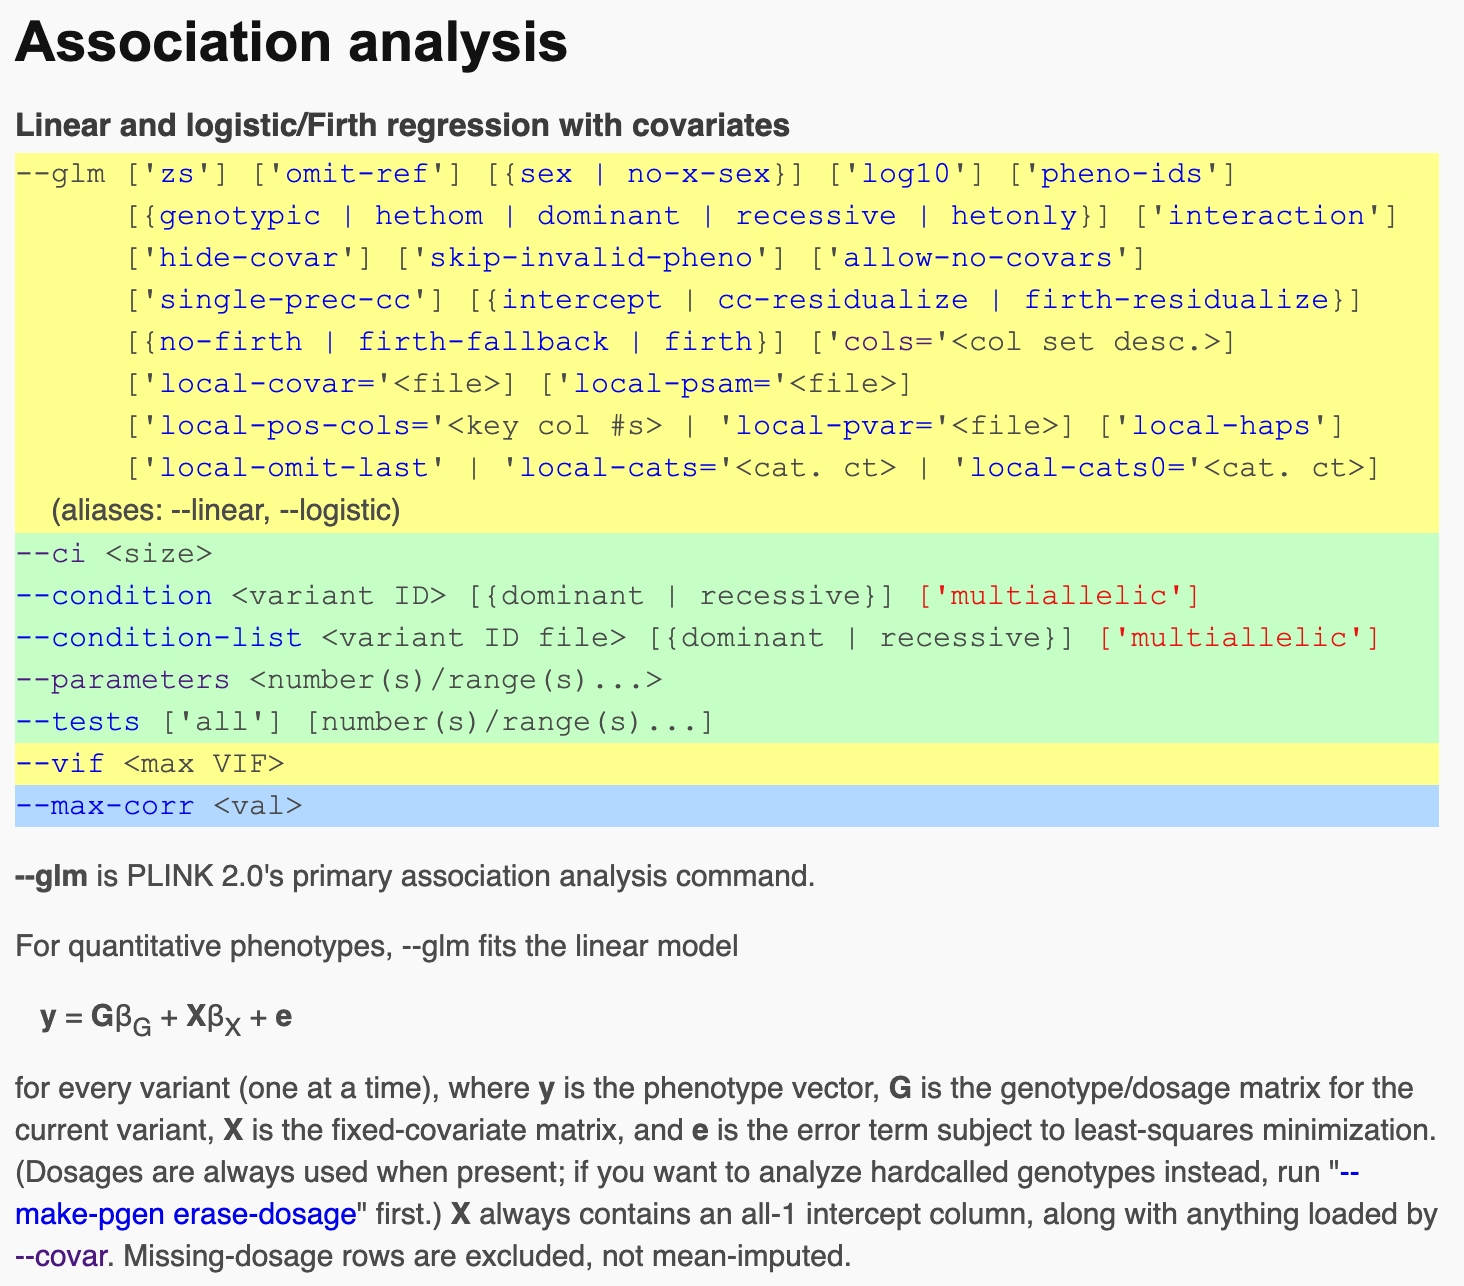 Association analysis
Linear and logistic/Firth regression with covariates
--glm ['zs'] ['omit-ref'] [{sex | no-x-sex}] ['log10'] ['pheno-ids']
[{genotypic | hethom | dominant | recessive | hetonly}] ['interaction']
['hide-covar'] ['skip-invalid-pheno'] ['allow-no-covars']
['single-prec-cc'] [{intercept | cc-residualize | firth-residualize}]
[{no-firth | firth-fallback | firth}] ['cols='<col set desc.>]
['local-covar='<file>] ['local-psam='<file>]
['local-pos-cols='<key col #s> | 'local-pvar='<file>] ['local-haps']
['local-omit-last' | 'local-cats='<cat. ct> | 'local-cats0='<cat. ct>]
(aliases: --linear, --logistic)
--ci <size>
--condition <variant ID> [{dominant | recessive}] ['multiallelic']
--condition-list <variant ID file> [{dominant | recessive}] ['multiallelic']
--parameters <number(s)/range(s)...>
--tests ['all'] [number(s)/range(s)...]
--vif <max VIF>
--max-corr <val>
--glm is PLINK 2.0's primary association analysis command.
For quantitative phenotypes, --glm fits the linear model
y = Gβ_G + Xβ_X + e
for every variant (one at a time), where y is the phenotype vector, G is the genotype/dosage matrix for the
current variant, X is the fixed-covariate matrix, and e is the error term subject to least-squares minimization.
(Dosages are always used when present; if you want to analyze hardcalled genotypes instead, run "--
make-pgen erase-dosage" first.) X always contains an all-1 intercept column, along with anything loaded by
--covar. Missing-dosage rows are excluded, not mean-imputed.